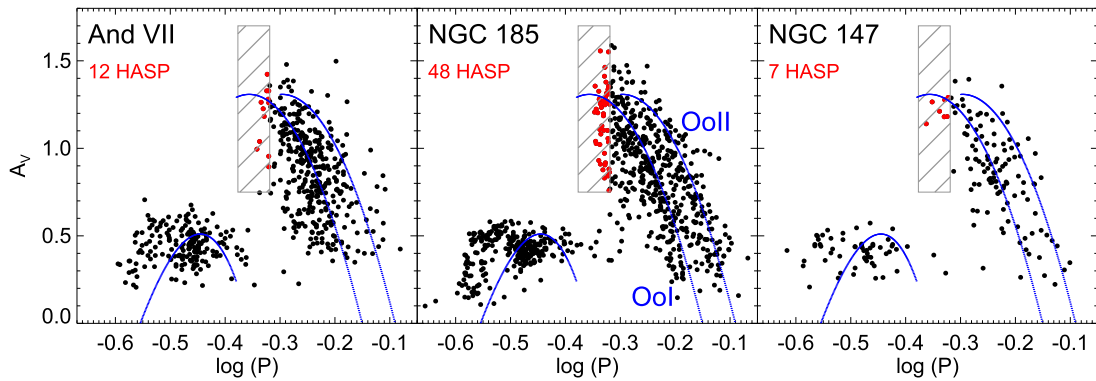 And VII
12 HASP
NGC 185
48 HASP
NGC 147
7 HASP
OoII
OoI
A_V
1.5
1.0
0.5
0.0
-0.6 -0.5 -0.4 -0.3 -0.2 -0.1
-0.6 -0.5 -0.4 -0.3 -0.2 -0.1
-0.6 -0.5 -0.4 -0.3 -0.2 -0.1
log (P)
log (P)
log (P)